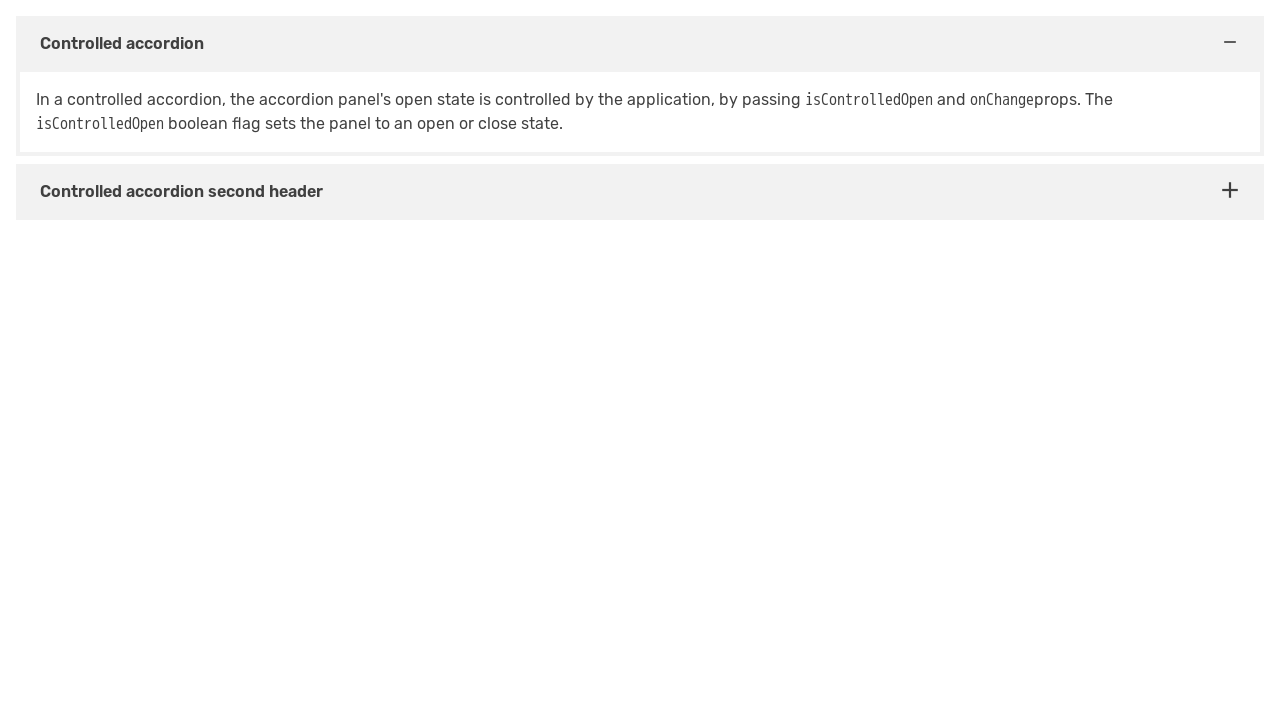 Controlled accordion
In a controlled accordion, the accordion panel's open state is controlled by the application, by passing isControlledOpen and onChangeprops. The
isControlledOpen boolean flag sets the panel to an open or close state.
Controlled accordion second header